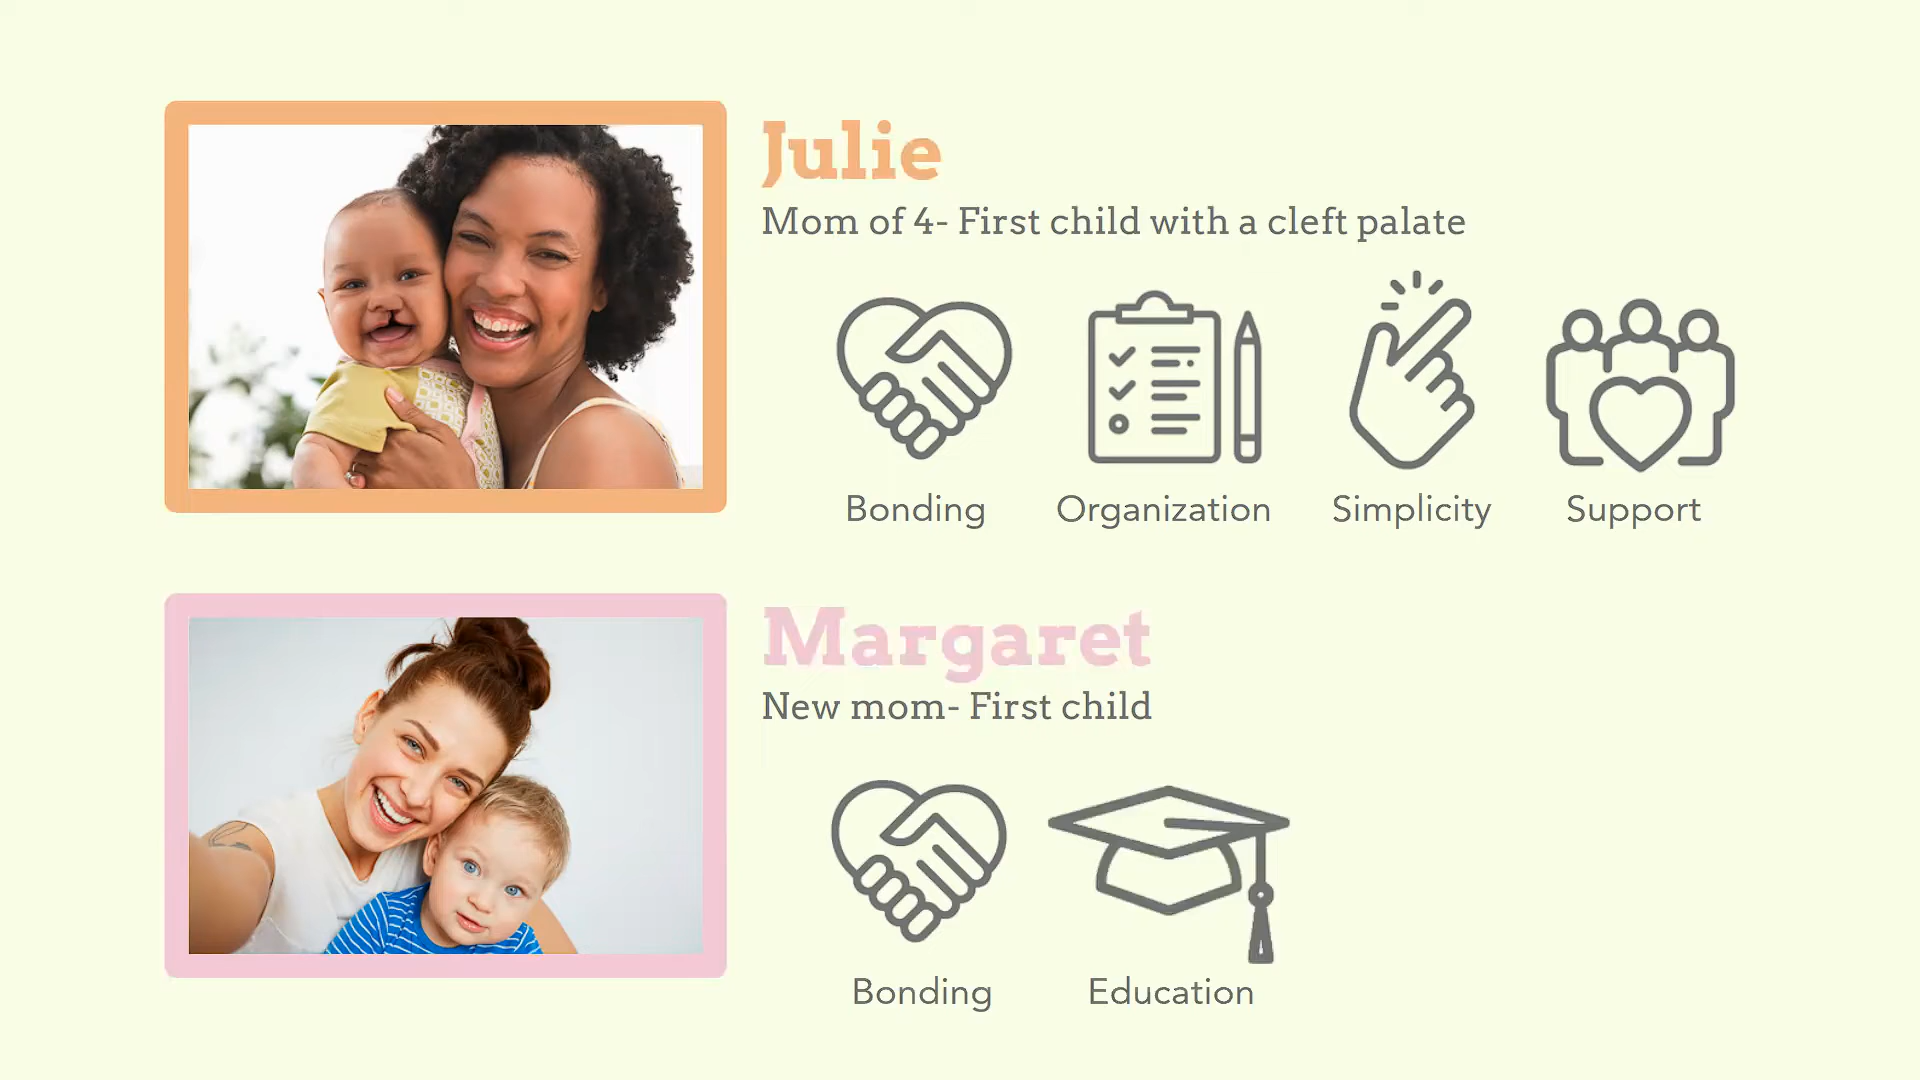 Julie
Mom of 4- First child with a cleft palate
Bonding Organization Simplicity Support
Margaret
New mom- First child
Bonding Education